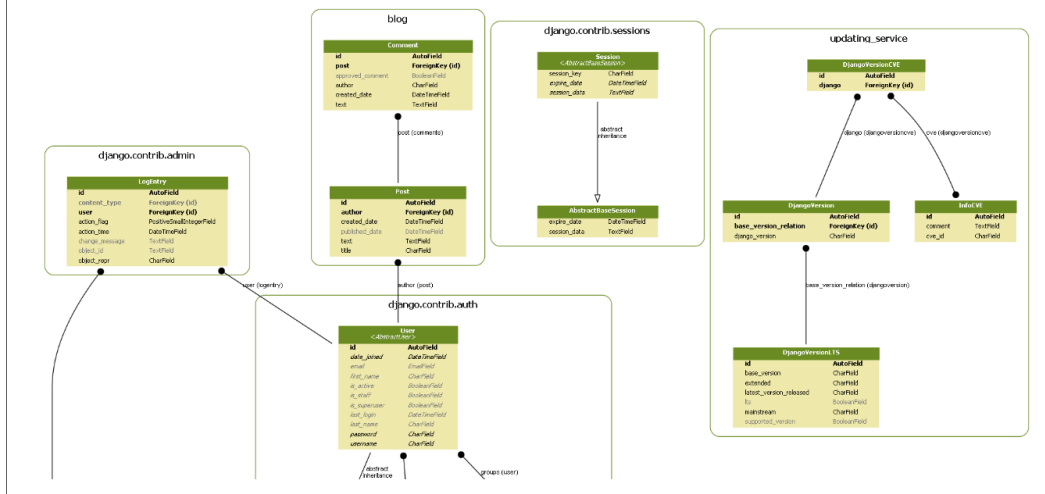 blog
Comment
id AutoField
post ForeignKey (id)
approved_comment BooleanField
author CharField
created_date DateTimeField
text TextField
post (comments)
Post
id AutoField
author ForeignKey (id)
created_date DateTimeField
published_date DateTimeField
text TextField
title CharField
author (post)
django.contrib.sessions
Session
<AbstractBaseSession>
session_key CharField
expire_date DateTimeField
session_data TextField
abstract
inheritance
AbstractBaseSession
expire_date DateTimeField
session_data TextField
updating_service
DjangoVersionCVE
id AutoField
django ForeignKey (id)
django (djangoversioncve)
cve (djangoversioncve)
DjangoVersion
id AutoField
base_version_relation ForeignKey (id)
django_version CharField
InfoCVE
id AutoField
comment TextField
cve_id CharField
base_version_relation (djangoversion)
DjangoVersionLTS
id AutoField
base_version CharField
extended CharField
latest_version_released CharField
lts BooleanField
mainstream CharField
supported_version BooleanField
django.contrib.admin
LogEntry
id AutoField
content_type ForeignKey (id)
user ForeignKey (id)
action_flag PositiveSmallIntegerField
action_time DateTimeField
change_message TextField
object_id TextField
object_repr CharField
user (logentry)
django.contrib.auth
User
<AbstractUser>
id AutoField
date_joined DateTimeField
email EmailField
first_name CharField
is_active BooleanField
is_staff BooleanField
is_superuser BooleanField
last_login DateTimeField
last_name CharField
password CharField
username CharField
abstract
inheritance
groups (user)